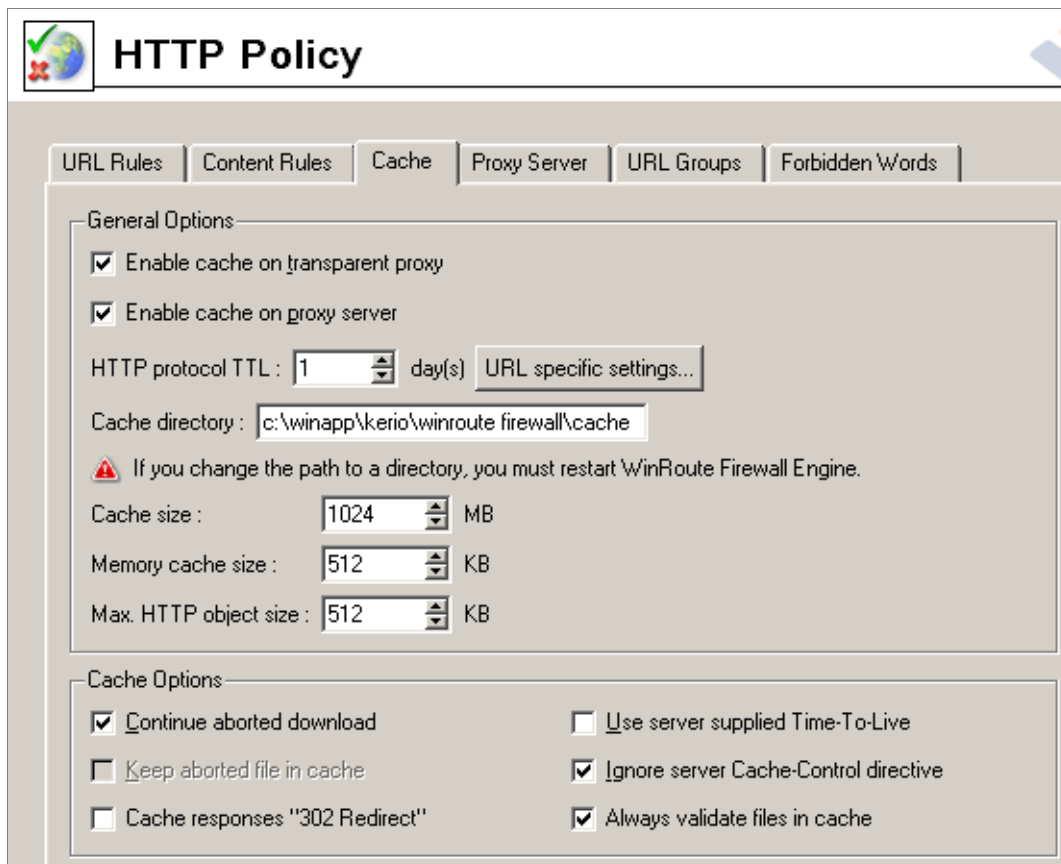 HTTP Policy
URL Rules Content Rules Cache Proxy Server URL Groups Forbidden Words
General Options
Enable cache on transparent proxy
Enable cache on proxy server
HTTP protocol TTL : 1 day(s) URL specific settings...
Cache directory : c:\winapp\kerio\winroute firewall\cache
If you change the path to a directory, you must restart WinRoute Firewall Engine.
Cache size : 1024 MB
Memory cache size : 512 KB
Max. HTTP object size : 512 KB
Cache Options
Continue aborted download Use server supplied Time-To-Live
Keep aborted file in cache Ignore server Cache-Control directive
Cache responses "302 Redirect" Always validate files in cache